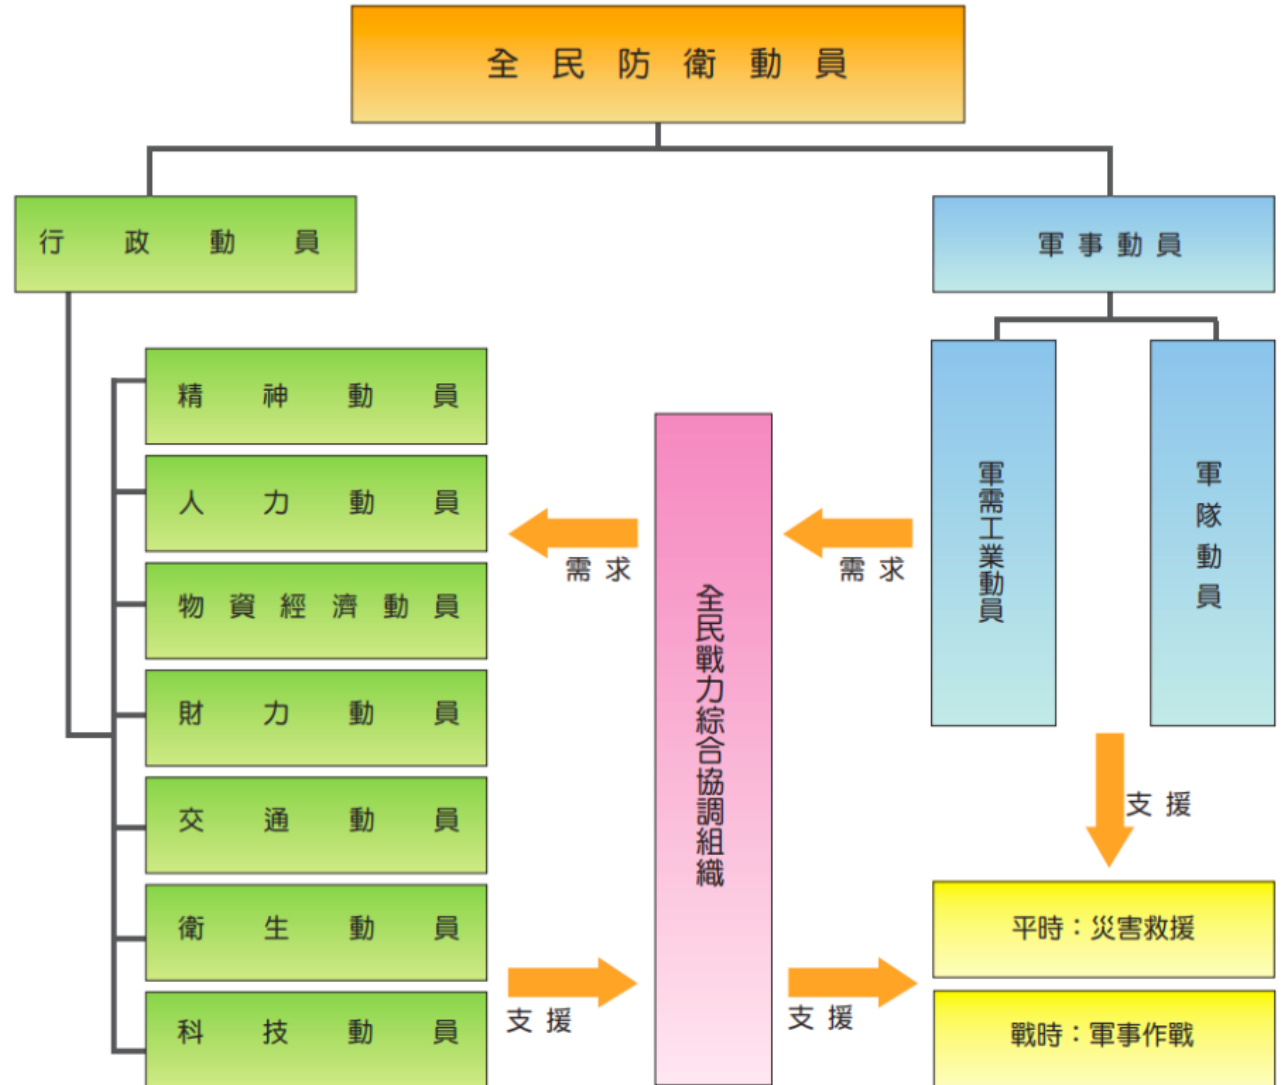 全民防衛動員
行政動員
軍事動員
精神動員
人力動員
物資經濟動員
財力動員
交通動員
衛生動員
科技動員
需求
支援
全民戰力綜合協調組織
需求
支援
軍需工業動員
軍隊動員
支援
平時：災害救援
戰時：軍事作戰